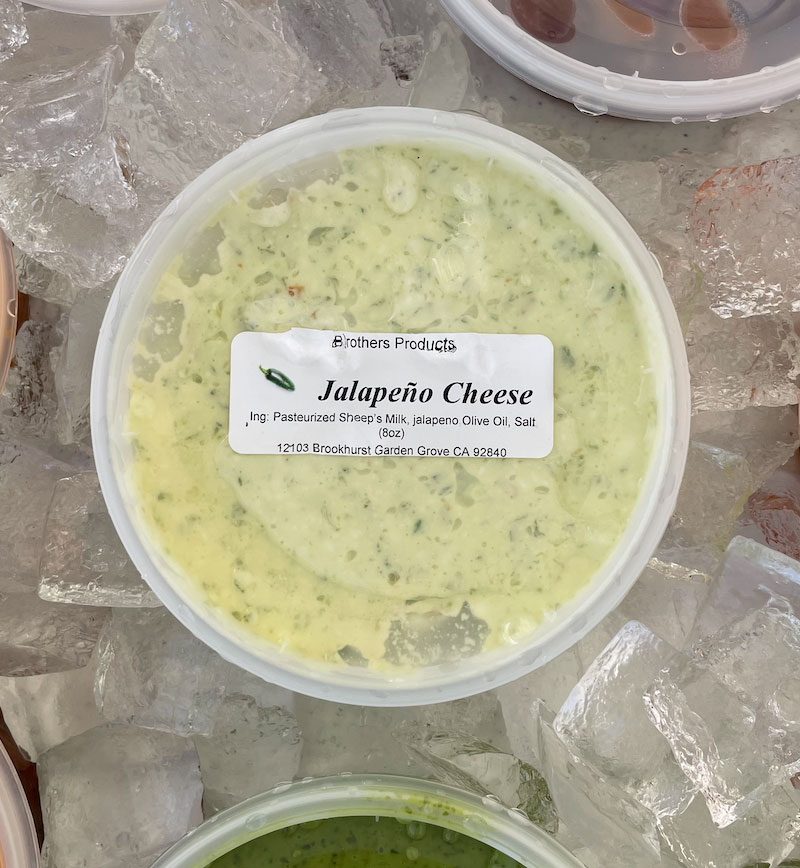 Brothers Products
Jalapeño Cheese
Ing: Pasteurized Sheep's Milk, jalapeno Olive Oil, Salt
(8oz)
12103 Brookhurst Garden Grove CA 92840